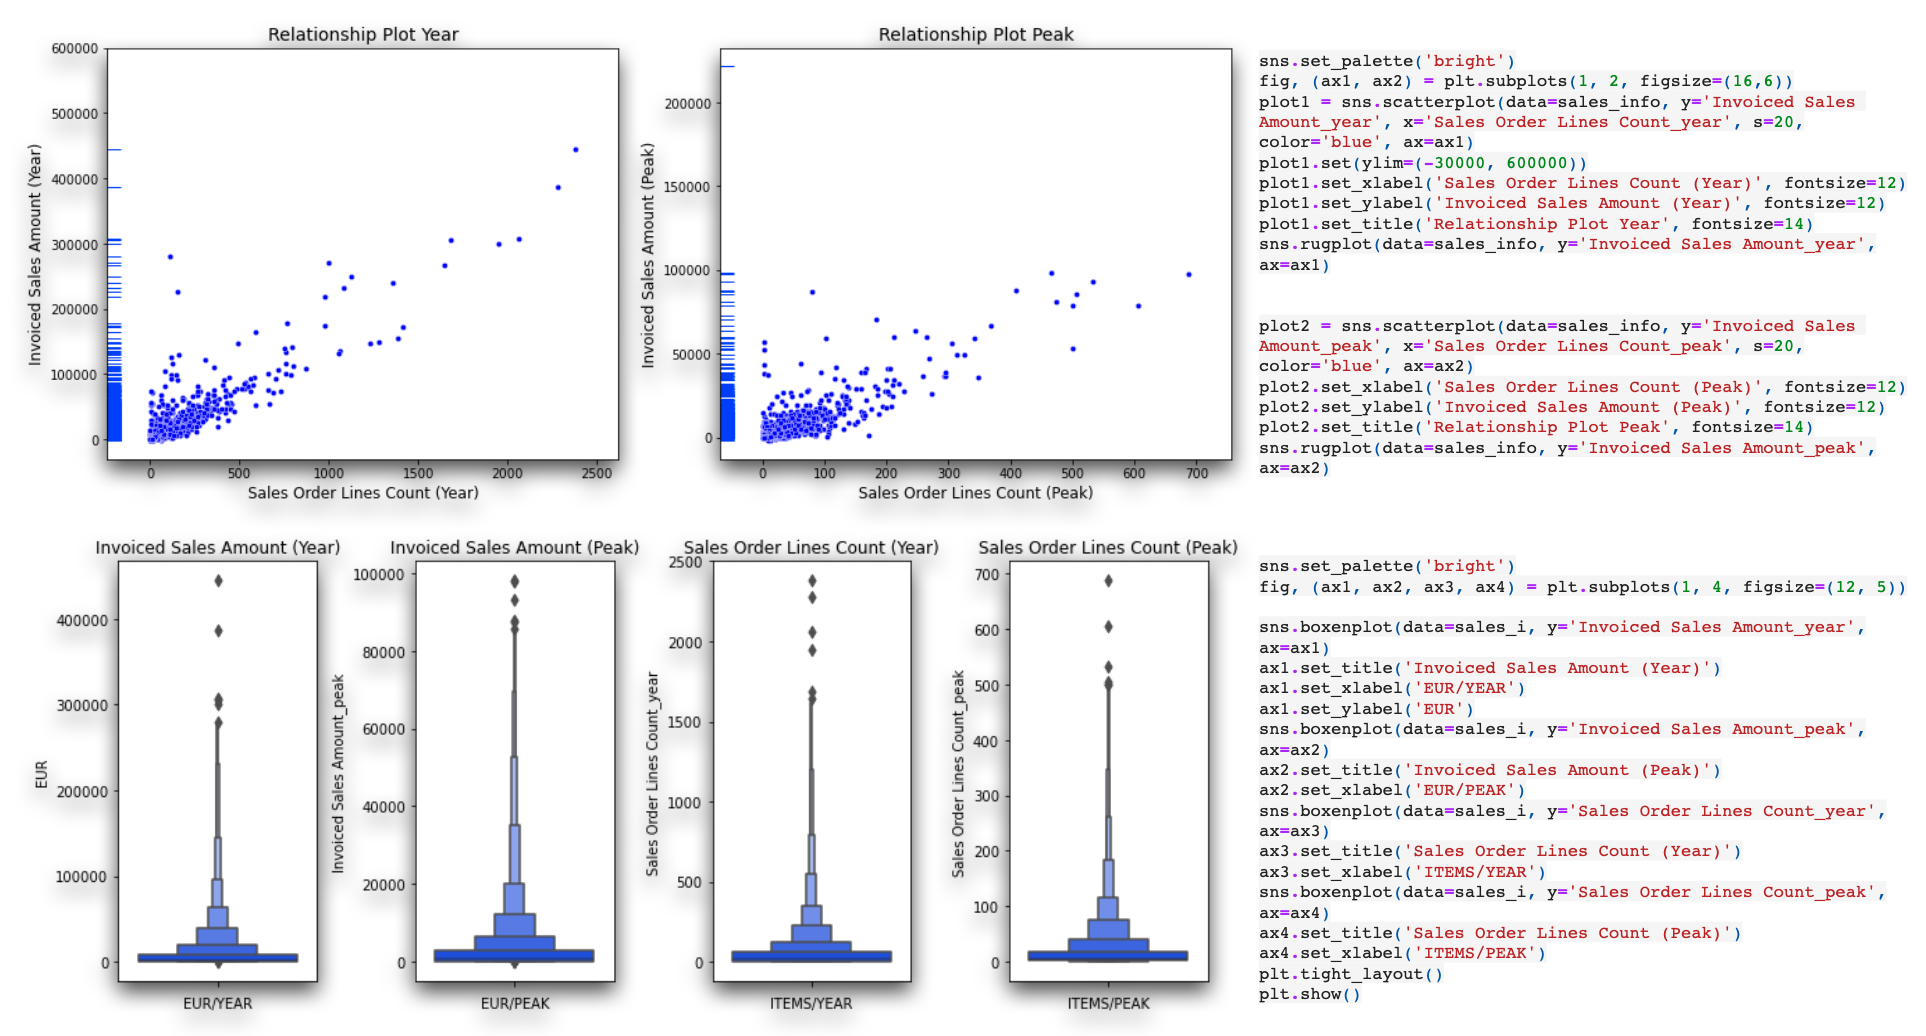 Relationship Plot Year
600000
500000
400000
300000
200000
100000
0
Invoiced Sales Amount (Year)
0 500 1000 1500 2000 2500
Sales Order Lines Count (Year)
Relationship Plot Peak
200000
150000
100000
50000
0
Invoiced Sales Amount (Peak)
0 100 200 300 400 500 600 700
Sales Order Lines Count (Peak)
sns.set_palette('bright')
fig, (ax1, ax2) = plt.subplots(1, 2, figsize=(16,6))
plot1 = sns.scatterplot(data=sales_info, y='Invoiced Sales
Amount_year', x='Sales Order Lines Count_year', s=20,
color='blue', ax=ax1)
plot1.set(ylim=(-30000, 600000))
plot1.set_xlabel('Sales Order Lines Count (Year)', fontsize=12)
plot1.set_ylabel('Invoiced Sales Amount (Year)', fontsize=12)
plot1.set_title('Relationship Plot Year', fontsize=14)
sns.rugplot(data=sales_info, y='Invoiced Sales Amount_year',
ax=ax1)
plot2 = sns.scatterplot(data=sales_info, y='Invoiced Sales
Amount_peak', x='Sales Order Lines Count_peak', s=20,
color='blue', ax=ax2)
plot2.set_xlabel('Sales Order Lines Count (Peak)', fontsize=12)
plot2.set_ylabel('Invoiced Sales Amount (Peak)', fontsize=12)
plot2.set_title('Relationship Plot Peak', fontsize=14)
sns.rugplot(data=sales_info, y='Invoiced Sales Amount_peak',
ax=ax2)
Invoiced Sales Amount (Year)
400000
300000
200000
100000
0
EUR
EUR/YEAR
Invoiced Sales Amount (Peak)
100000
80000
60000
40000
20000
0
Invoiced Sales Amount_peak
EUR/PEAK
Sales Order Lines Count (Year)
2500
2000
1500
1000
500
0
Sales Order Lines Count_year
ITEMS/YEAR
Sales Order Lines Count (Peak)
700
600
500
400
300
200
100
0
Sales Order Lines Count_peak
ITEMS/PEAK
sns.set_palette('bright')
fig, (ax1, ax2, ax3, ax4) = plt.subplots(1, 4, figsize=(12, 5))
sns.boxenplot(data=sales_i, y='Invoiced Sales Amount_year',
ax=ax1)
ax1.set_title('Invoiced Sales Amount (Year)')
ax1.set_xlabel('EUR/YEAR')
ax1.set_ylabel('EUR')
sns.boxenplot(data=sales_i, y='Invoiced Sales Amount_peak',
ax=ax2)
ax2.set_title('Invoiced Sales Amount (Peak)')
ax2.set_xlabel('EUR/PEAK')
sns.boxenplot(data=sales_i, y='Sales Order Lines Count_year',
ax=ax3)
ax3.set_title('Sales Order Lines Count (Year)')
ax3.set_xlabel('ITEMS/YEAR')
sns.boxenplot(data=sales_i, y='Sales Order Lines Count_peak',
ax=ax4)
ax4.set_title('Sales Order Lines Count (Peak)')
ax4.set_xlabel('ITEMS/PEAK')
plt.tight_layout()
plt.show()